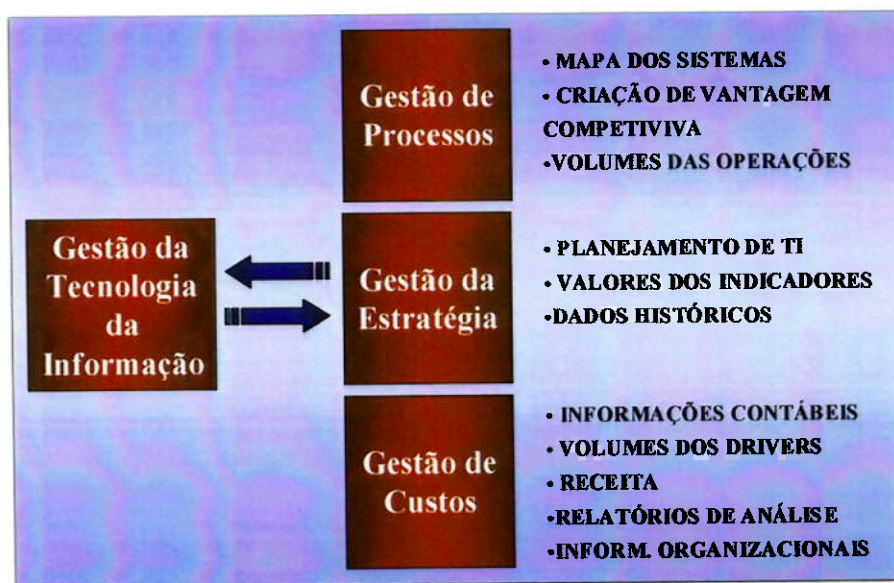 Gestão de
Processos
• MAPA DOS SISTEMAS
• CRIAÇÃO DE VANTAGEM
COMPETIVIVA
•VOLUMES DAS OPERAÇÕES
Gestão da
Tecnologia
da
Informação
Gestão da
Estratégia
• PLANEJAMENTO DE TI
• VALORES DOS INDICADORES
•DADOS HISTÓRICOS
Gestão de
Custos
• INFORMAÇÕES CONTÁBEIS
• VOLUMES DOS DRIVERS
• RECEITA
•RELATÓRIOS DE ANÁLISE
•INFORM. ORGANIZACIONAIS